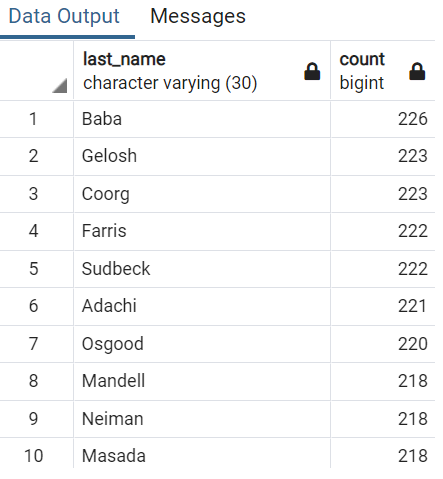 Data Output Messages
last_name count
character varying (30) bigint
1 Baba 226
2 Gelosh 223
3 Coorg 223
4 Farris 222
5 Sudbeck 222
6 Adachi 221
7 Osgood 220
8 Mandell 218
9 Neiman 218
10 Masada 218